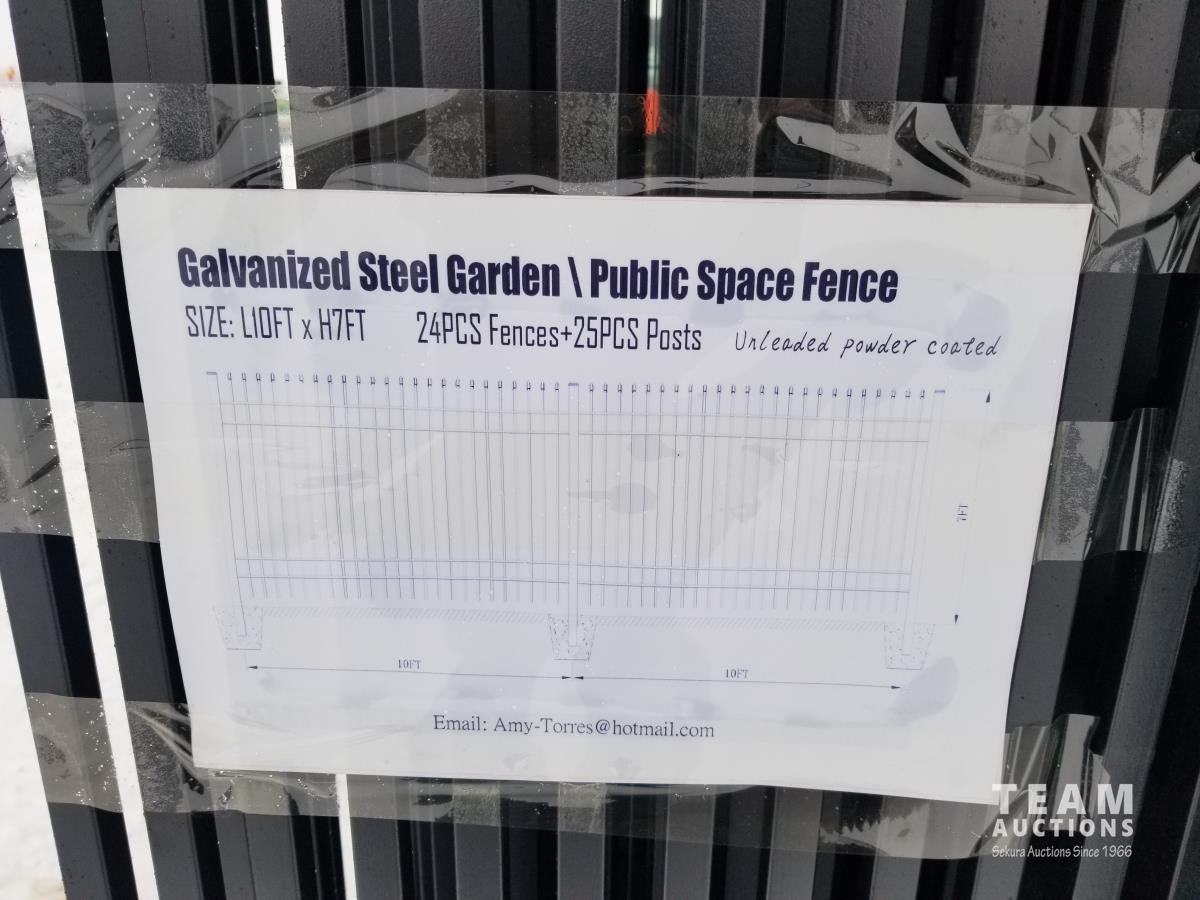 Galvanized Steel Garden \ Public Space Fence
SIZE: L10FT x H7FT 24PCS Fences+25PCS Posts Unleaded powder coated
7FT
10FT 10FT
Email: Amy-Torres@hotmail.com
TEAM
AUCTIONS
Sekura Auctions Since 1966